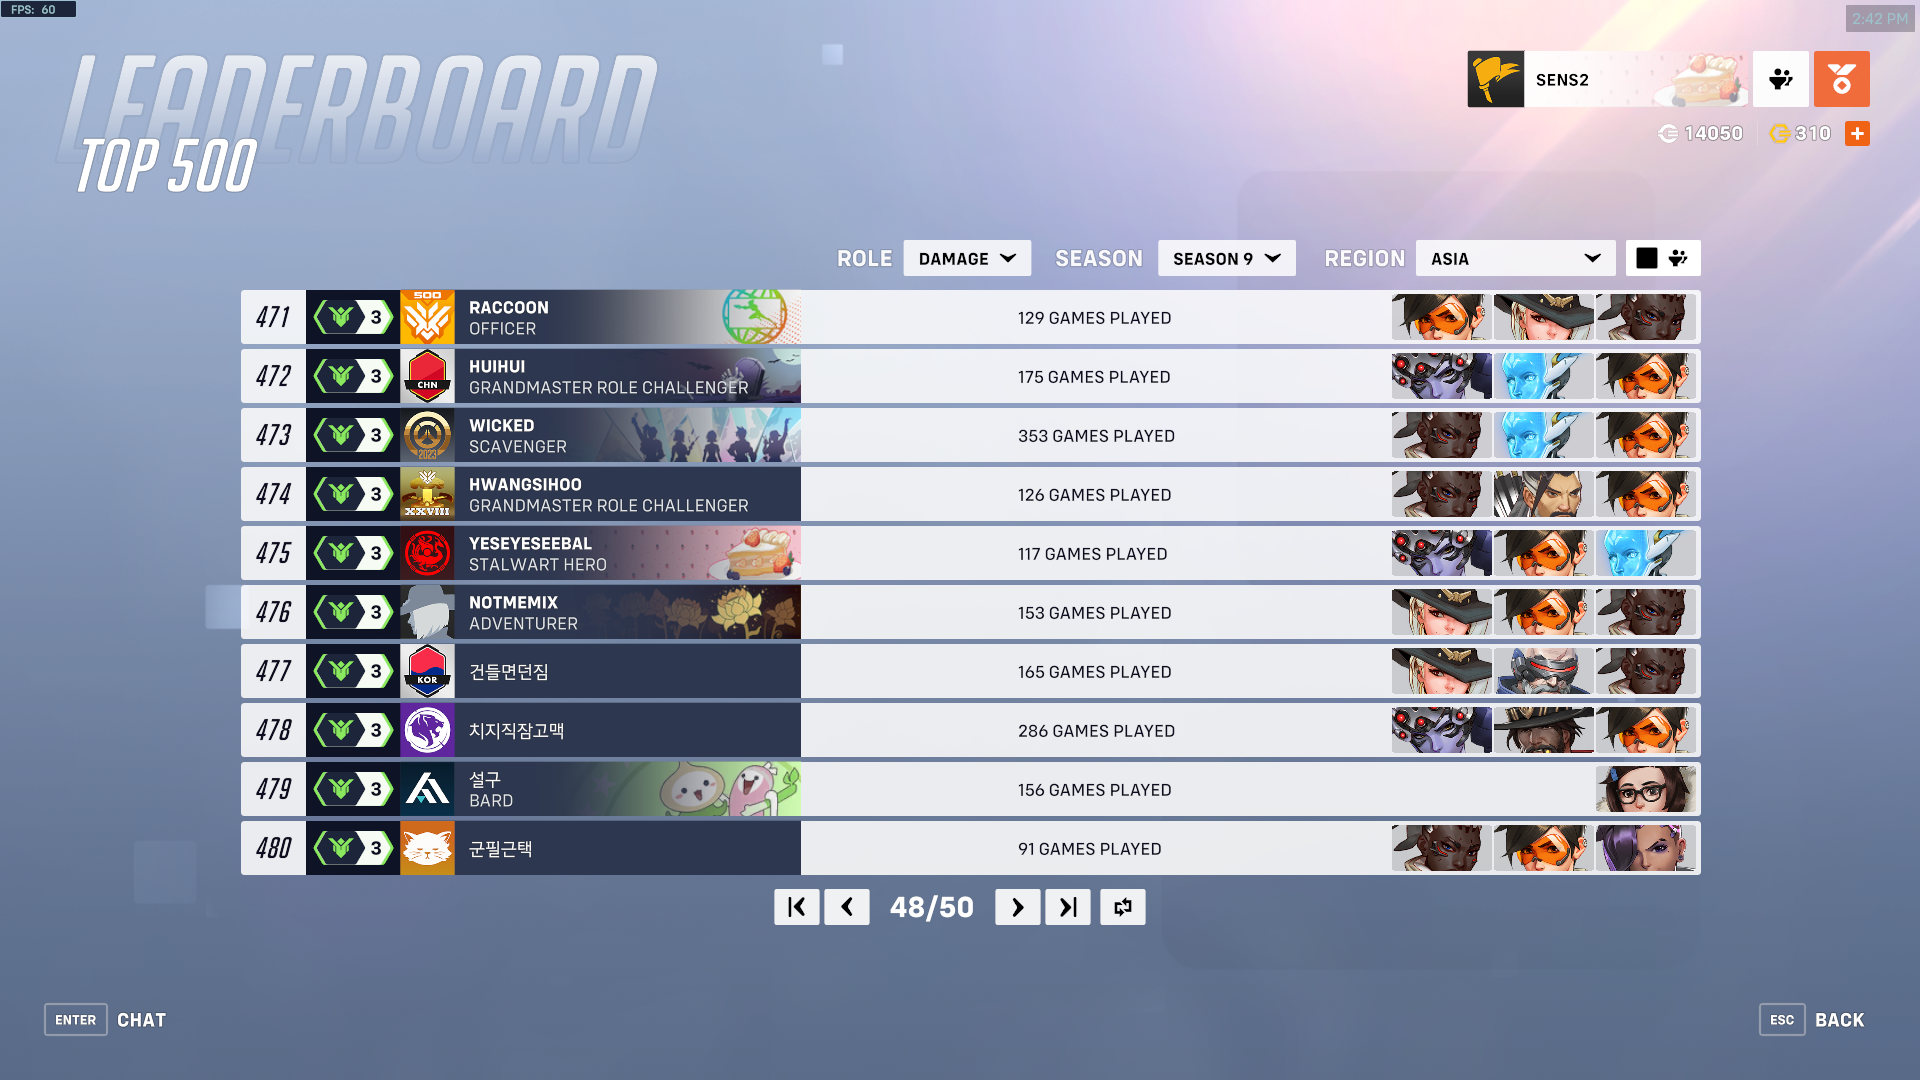 FPS: 60
2:42 PM
LEADERBOARD
TOP 500
SENS2
14050
310
ROLE DAMAGE SEASON SEASON 9 REGION ASIA
471 3 500 RACCOON 129 GAMES PLAYED
OFFICER
472 3 CHN HUIHUI 175 GAMES PLAYED
GRANDMASTER ROLE CHALLENGER
473 3 2023 WICKED 353 GAMES PLAYED
SCAVENGER
474 3 XXVIII HWANGSIHOO 126 GAMES PLAYED
GRANDMASTER ROLE CHALLENGER
475 3 YESEYESEEBAL 117 GAMES PLAYED
STALWART HERO
476 3 NOTMEMIX 153 GAMES PLAYED
ADVENTURER
477 3 KOR 건들면던짐 165 GAMES PLAYED
478 3 치지직잠고맥 286 GAMES PLAYED
479 3 설구 156 GAMES PLAYED
BARD
480 3 군필근택 91 GAMES PLAYED
48/50
ENTER CHAT
ESC BACK